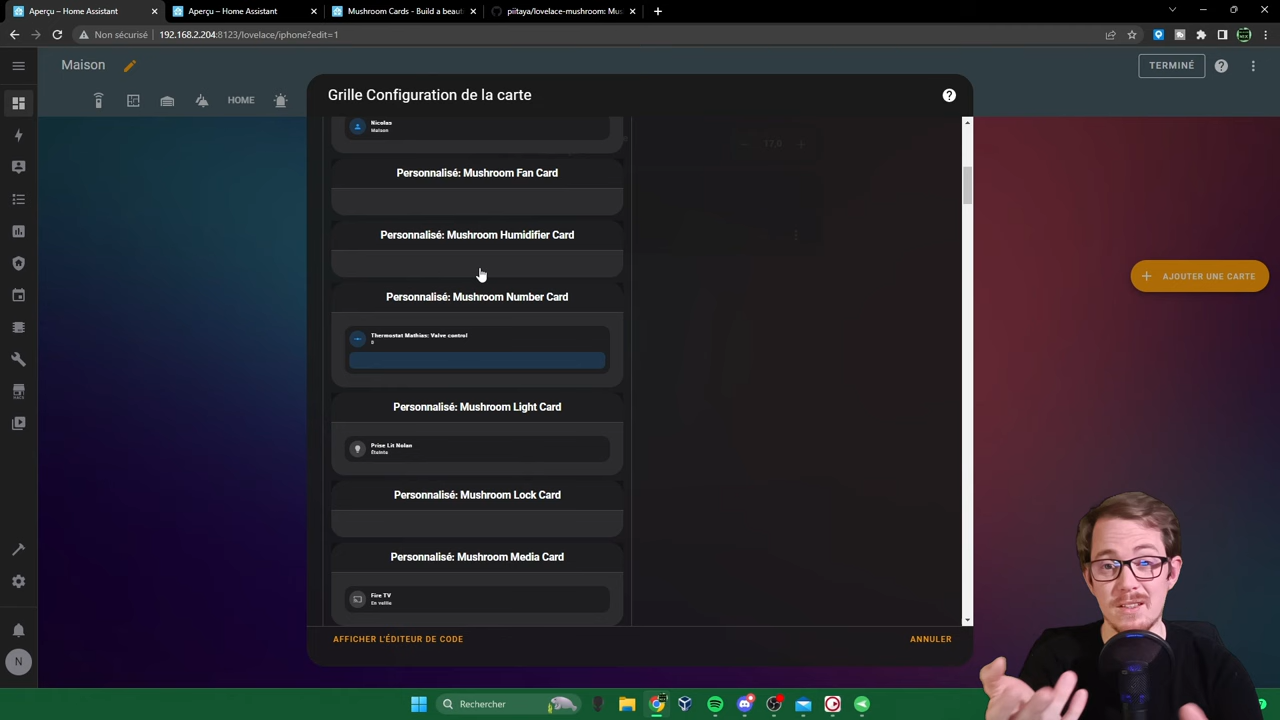 Aperçu – Home Assistant
Aperçu – Home Assistant
Mushroom Cards - Build a beaut
piitaya/lovelace-mushroom: Mus
Non sécurisé
192.168.2.204:8123/lovelace/iphone?edit=1
Maison
TERMINÉ
HOME
Grille Configuration de la carte
Nicolas
Maison
17,0
Personnalisé: Mushroom Fan Card
Personnalisé: Mushroom Humidifier Card
AJOUTER UNE CARTE
Personnalisé: Mushroom Number Card
Thermostat Mathias: Valve control
Personnalisé: Mushroom Light Card
Prise Lit Nolan
Éteinte
Personnalisé: Mushroom Lock Card
Personnalisé: Mushroom Media Card
Fire TV
En veille
AFFICHER L'ÉDITEUR DE CODE
ANNULER
N
Rechercher